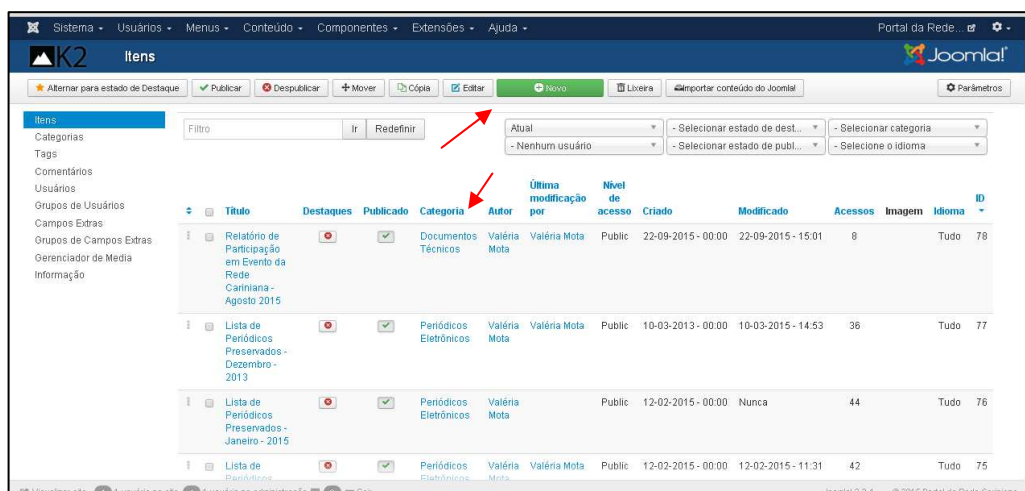 Sistema Usuários Menus Conteúdo Componentes Extensões Ajuda Portal da Rede...
K2 Itens Joomla!
Alternar para estado de Destaque Publicar Despublicar Mover Cópia Editar Novo Lixeira Importar conteúdo do Joomla! Parâmetros
Itens
Categorias
Tags
Comentários
Usuários
Grupos de Usuários
Campos Extras
Grupos de Campos Extras
Gerenciador de Media
Informação
Filtro Ir Redefinir
Atual - Selecionar estado de dest... - Selecionar categoria
- Nenhum usuário - Selecionar estado de publ... - Selecione o idioma
Título Destaques Publicado Categoria Autor Última modificação por Nível de acesso Criado Modificado Acessos Imagem Idioma ID
Relatório de Participação em Evento da Rede Cariniana - Agosto 2015 Documentos Técnicos Valéria Mota Valéria Mota Public 22-09-2015 - 00:00 22-09-2015 - 15:01 8 Tudo 78
Lista de Periódicos Preservados - Dezembro - 2013 Periódicos Eletrônicos Valéria Mota Valéria Mota Public 10-03-2013 - 00:00 10-03-2015 - 14:53 36 Tudo 77
Lista de Periódicos Preservados - Janeiro - 2015 Periódicos Eletrônicos Valéria Mota Public 12-02-2015 - 00:00 Nunca 44 Tudo 76
Lista de Periódicos Periódicos Eletrônicos Valéria Mota Valéria Mota Public 12-02-2015 - 00:00 12-02-2015 - 11:31 42 Tudo 75